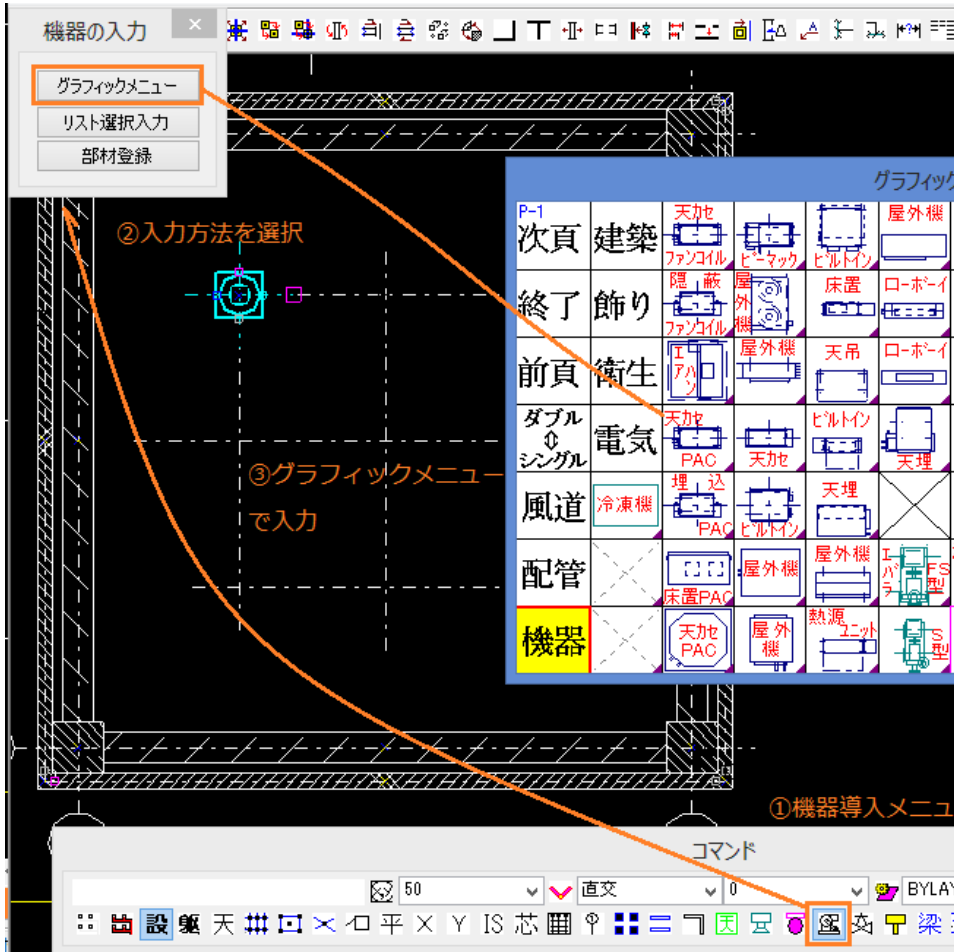 機器の入力
グラフィックメニュー
リスト選択入力
部材登録
②入力方法を選択
③グラフィックメニュー
で入力
グラフィック
P-1
次頁 建築 天カセ ファンコイル ビーマック ビルトイン 屋外機
終了 飾り 隠蔽 ファンコイル 屋外機 床置 ローボーイ
前頁 衛生 エアハン 屋外機 天吊 ローボーイ
ダブル⇕シングル 電気 天カセ PAC 天カセ ビルトイン 天埋
風道 冷凍機 埋込 PAC ビルトイン 天埋
配管 床置PAC 屋外機 屋外機 エバラ FS型
機器 天カセ PAC 屋外機 熱源ユニット S型
①機器導入メニュ
コマンド
50 直交 0 BYLAY
設 躯 天 平 X Y IS 芯 天 梁